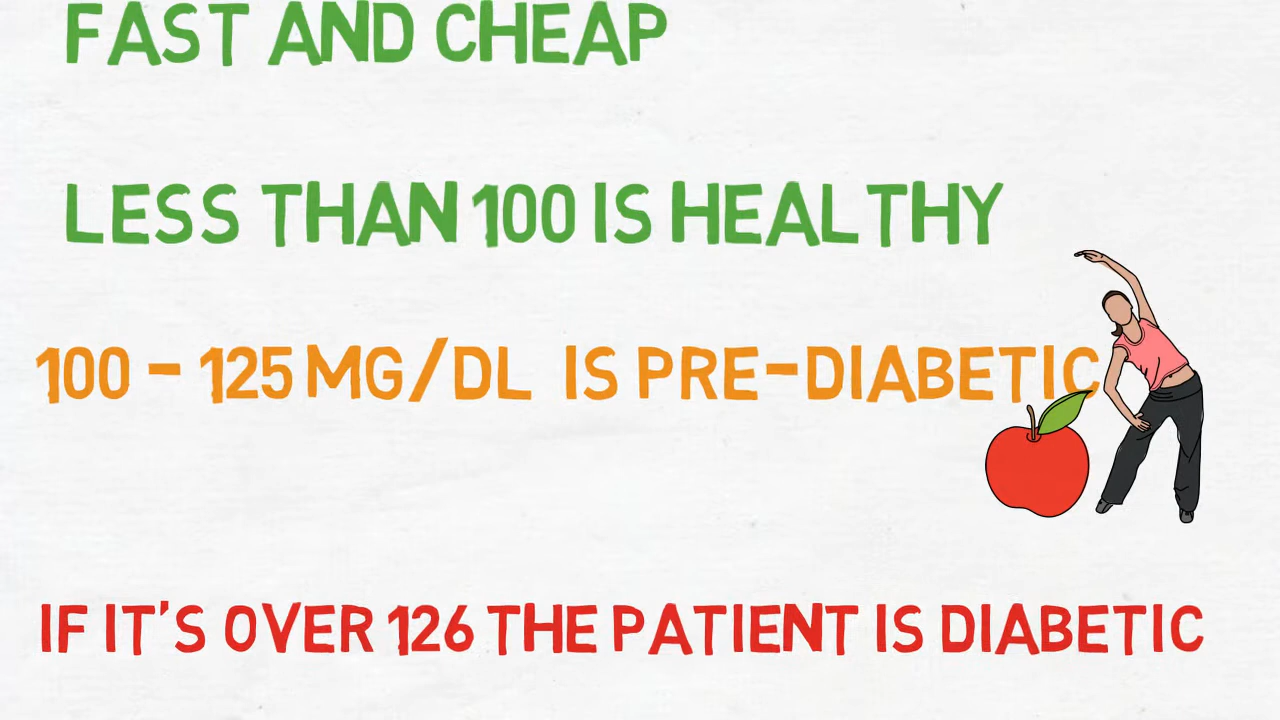 FAST AND CHEAP
LESS THAN 100 IS HEALTHY
100 - 125 MG/DL IS PRE-DIABETIC
IF IT'S OVER 126 THE PATIENT IS DIABETIC